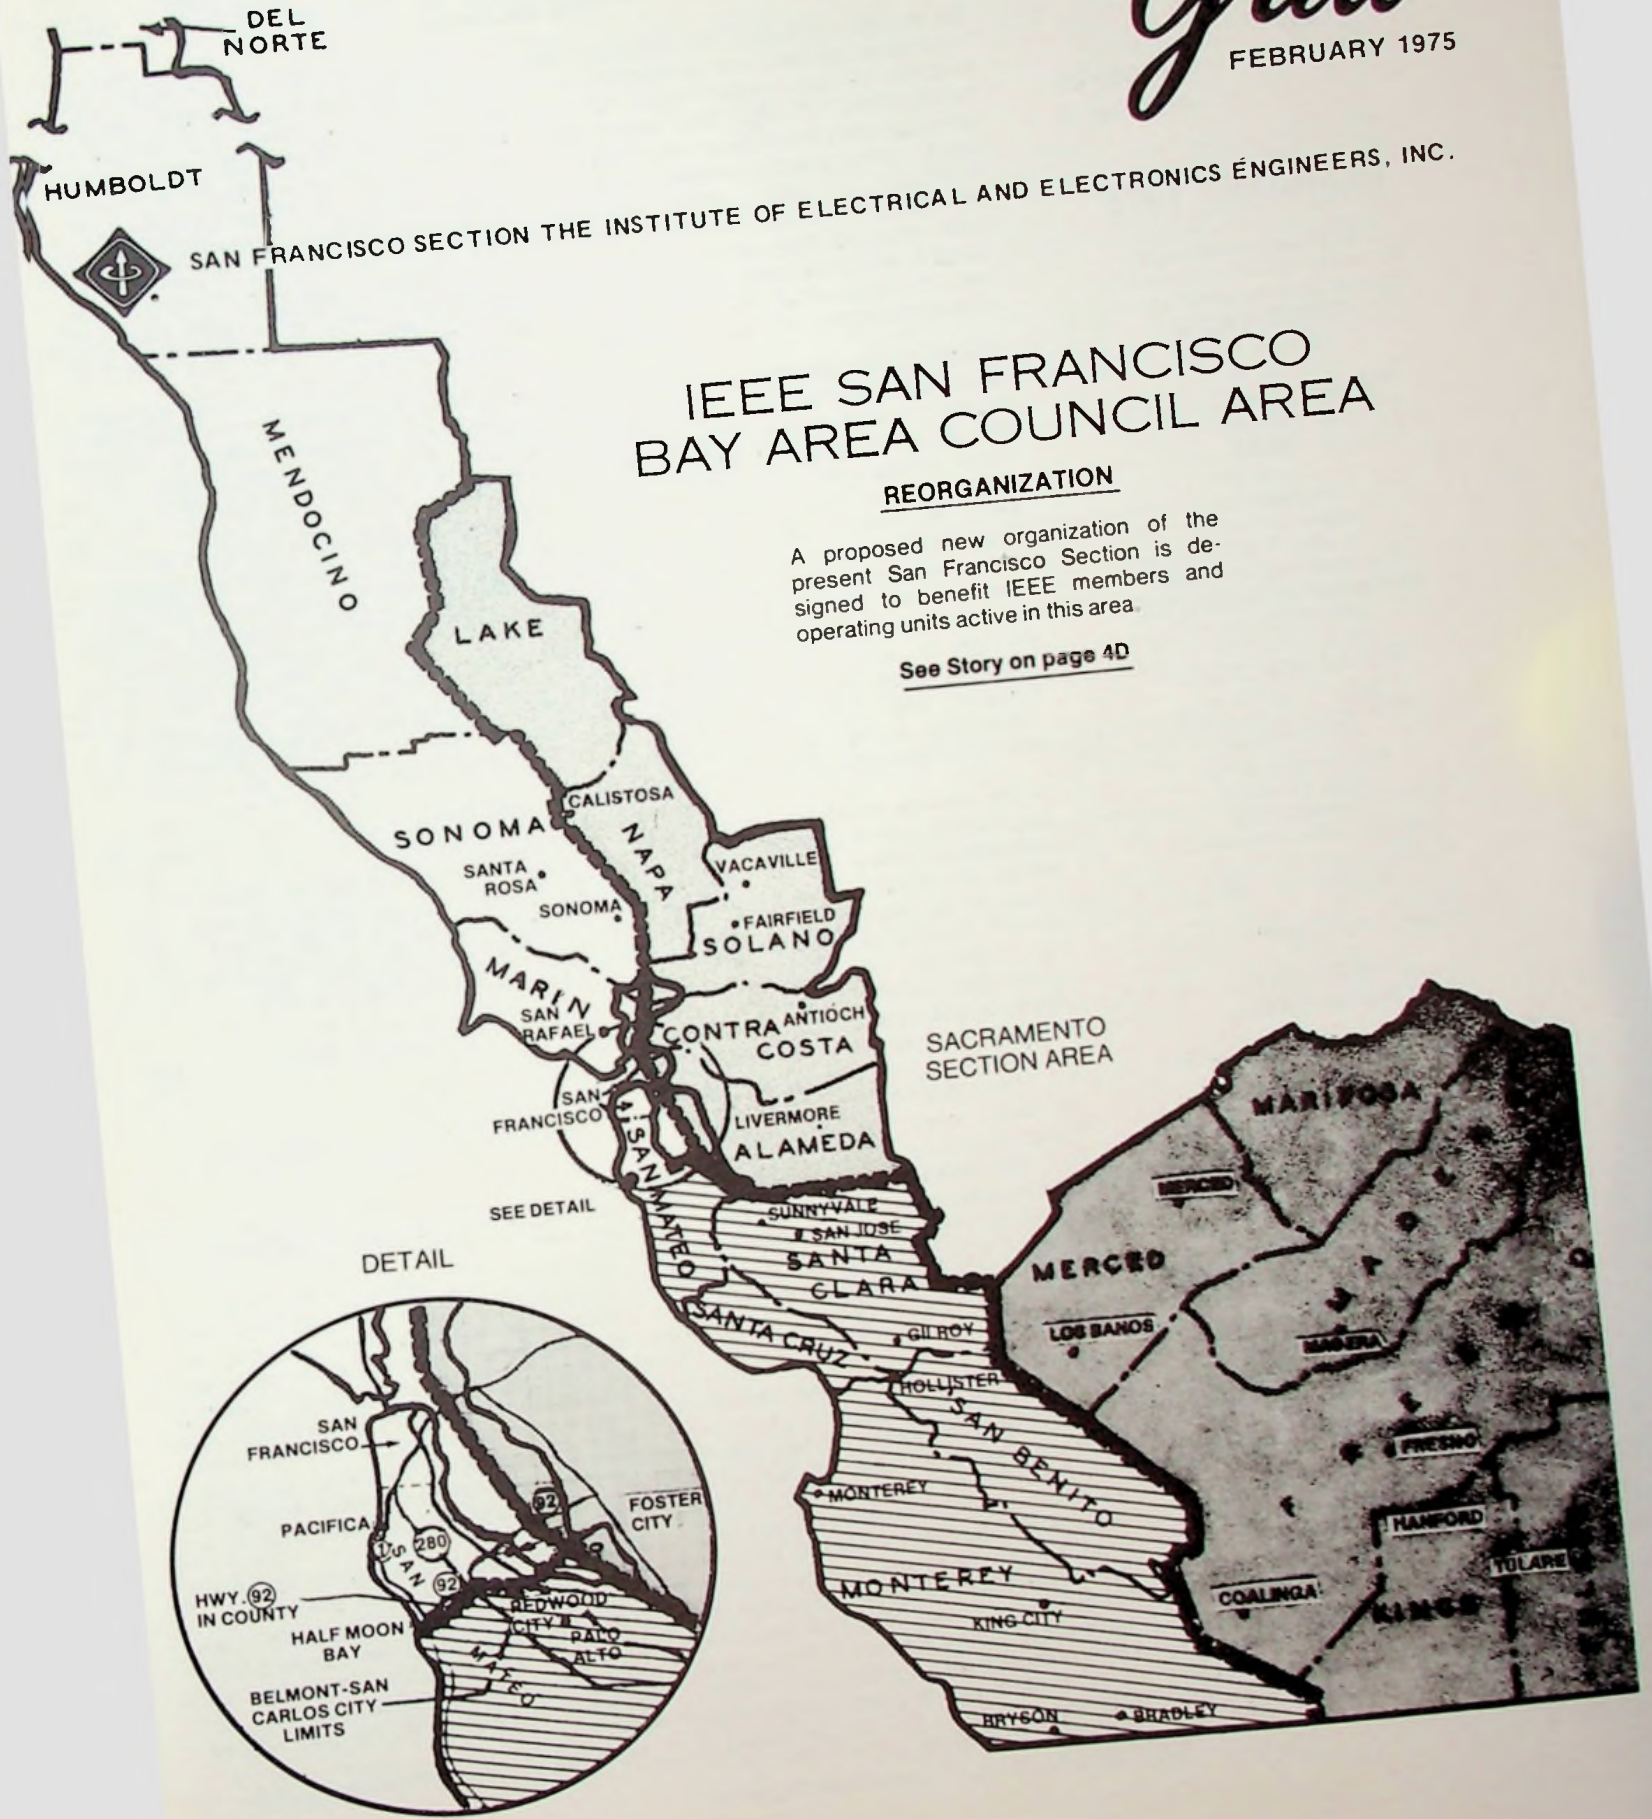 Grid
FEBRUARY 1975
DEL
NORTE
HUMBOLDT
SAN FRANCISCO SECTION THE INSTITUTE OF ELECTRICAL AND ELECTRONICS ENGINEERS, INC.
IEEE SAN FRANCISCO
BAY AREA COUNCIL AREA
REORGANIZATION
A proposed new organization of the
present San Francisco Section is de-
signed to benefit IEEE members and
operating units active in this area.
See Story on page 4D
MENDOCINO
LAKE
CALISTOSA
SONOMA
NAPA
SANTA
ROSA
SONOMA
VACAVILLE
FAIRFIELD
SOLANO
MARIN
SAN
RAFAEL
CONTRA
COSTA
ANTIOCH
SACRAMENTO
SECTION AREA
SAN
FRANCISCO
LIVERMORE
ALAMEDA
SAN MATEO
SEE DETAIL
SUNNYVALE
SAN JOSE
SANTA
CLARA
SANTA CRUZ
GILROY
HOLLISTER
SAN BENITO
MONTEREY
MONTEREY
KING CITY
BRYSON
BRADLEY
MARIPOSA
MERCED
MERCED
LOS BANOS
MADERA
FRESNO
HANFORD
TULARE
COALINGA
KINGS
DETAIL
SAN
FRANCISCO
PACIFICA
1
280
92
92
SAN
MATEO
FOSTER
CITY
HWY. 92
IN COUNTY
HALF MOON
BAY
REDWOOD
CITY
PALO
ALTO
BELMONT-SAN
CARLOS CITY
LIMITS